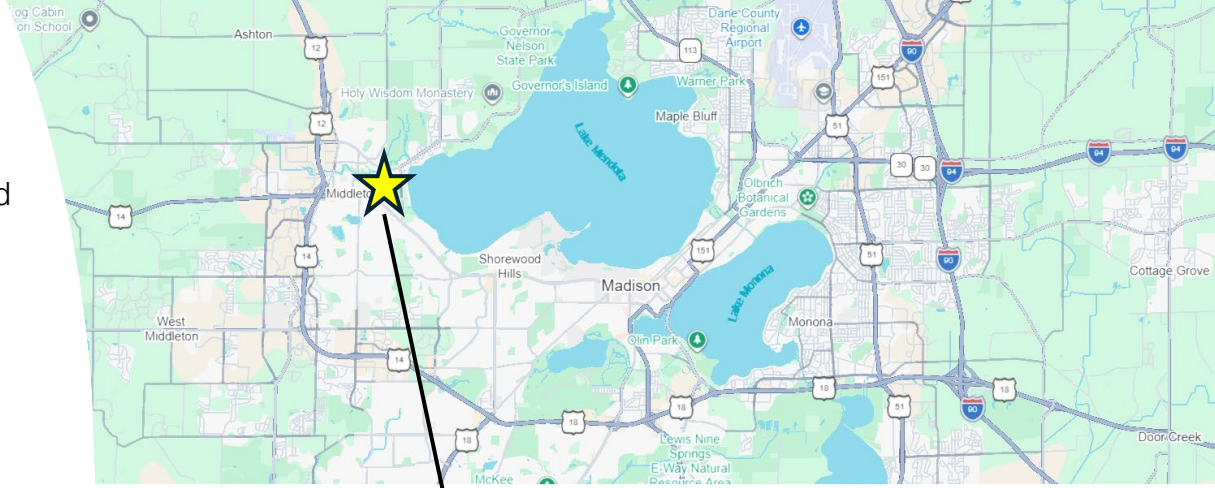 og Cabin
on School
Ashton
12
Governor
Nelson
State Park
Dane County
Regional
Airport
113
90
151
Holy Wisdom Monastery
Governor's Island
Warner Park
12
Maple Bluff
51
Lake Mendota
30
30
94
94
94
d
Middlet
Olbrich
Botanical
Gardens
14
14
Shorewood
Hills
151
51
90
Cottage Grove
Madison
Lake Monona
West
Middleton
Monona
Olin Park
14
18
18
18
18
18
51
90
Lewis Nine
Springs
E-Way Natural
Resource Area
Door Creek
McKee